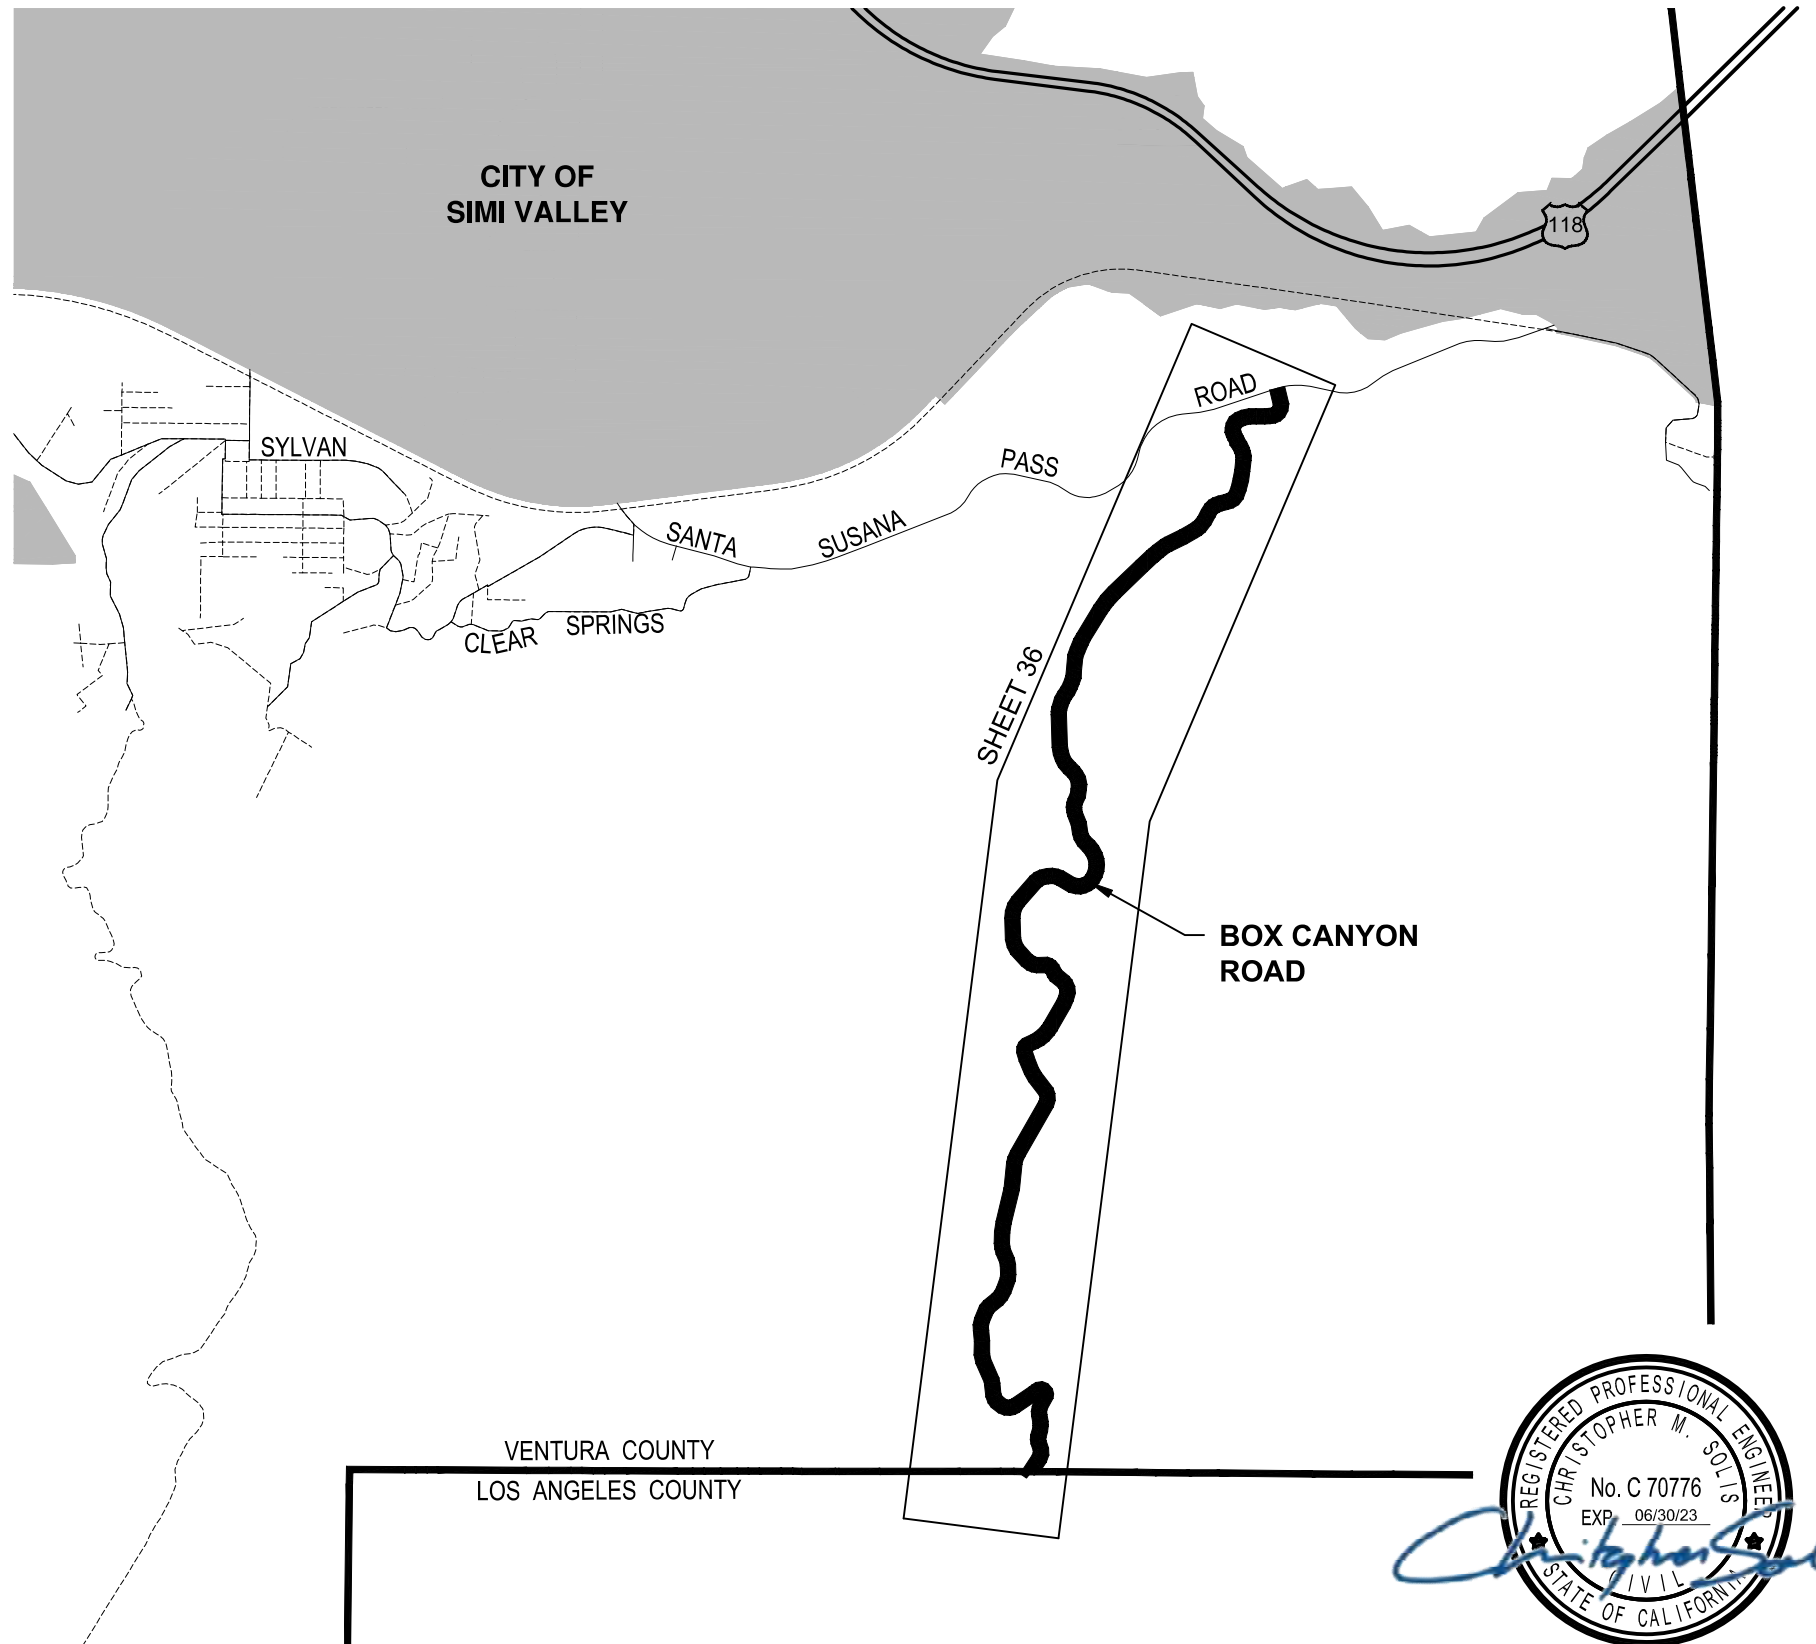 CITY OF
SIMI VALLEY
118
ROAD
SYLVAN
PASS
SANTA
SUSANA
CLEAR
SPRINGS
SHEET 36
BOX CANYON
ROAD
VENTURA COUNTY
LOS ANGELES COUNTY
REGISTERED PROFESSIONAL ENGINEER
CHRISTOPHER M. SOLIS
No. C 70776
EXP. 06/30/23
CIVIL
STATE OF CALIFORNIA